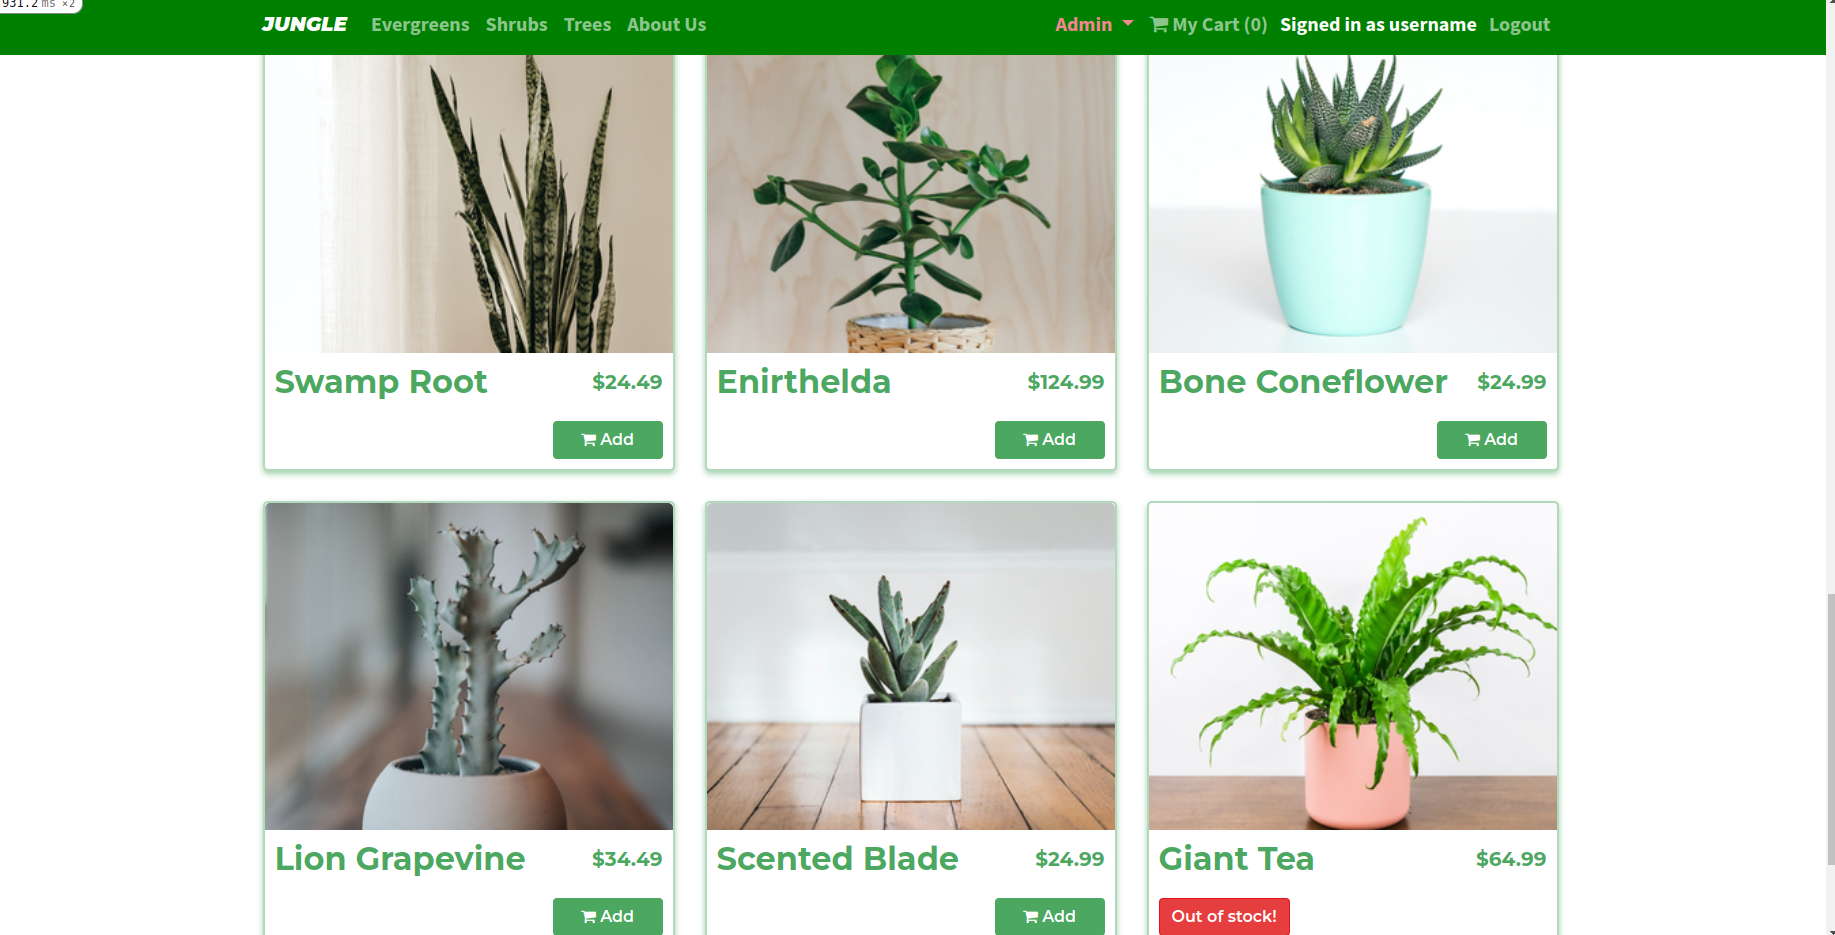 931.2 ms ×2
JUNGLE Evergreens Shrubs Trees About Us Admin My Cart (0) Signed in as username Logout
Swamp Root $24.49
Add
Enirthelda $124.99
Add
Bone Coneflower $24.99
Add
Lion Grapevine $34.49
Add
Scented Blade $24.99
Add
Giant Tea $64.99
Out of stock!